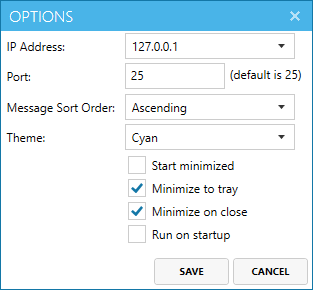 OPTIONS
IP Address: 127.0.0.1
Port: 25 (default is 25)
Message Sort Order: Ascending
Theme: Cyan
Start minimized
Minimize to tray
Minimize on close
Run on startup
SAVE CANCEL